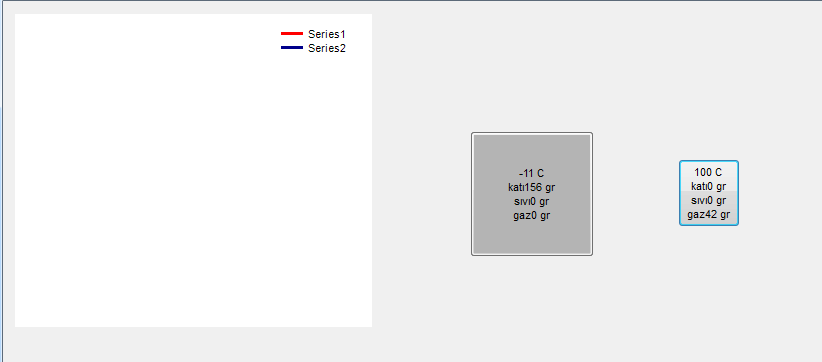 Series1
Series2
-11 C
katı156 gr
sıvı0 gr
gaz0 gr
100 C
katı0 gr
sıvı0 gr
gaz42 gr